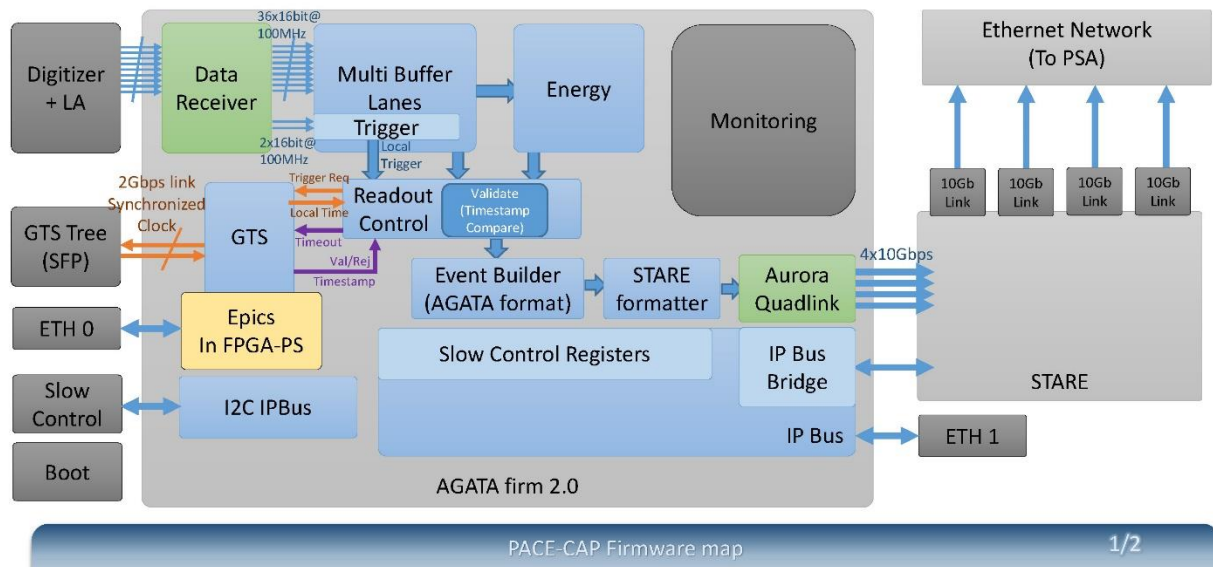 36x16bit@
100MHz
Digitizer
+ LA
Data
Receiver
Multi Buffer
Lanes
Trigger
Energy
Monitoring
Ethernet Network
(To PSA)
2x16bit@
100MHz
Local
Trigger
10Gb
Link
10Gb
Link
10Gb
Link
10Gb
Link
2Gbps link
Synchronized
Clock
GTS Tree
(SFP)
GTS
Trigger Req
Local Time
Timeout
Val/Rej
Timestamp
Readout
Control
Validate
(Timestamp
Compare)
Event Builder
(AGATA format)
STARE
formatter
Aurora
Quadlink
4x10Gbps
ETH 0
Epics
In FPGA-PS
Slow Control Registers
IP Bus
Bridge
STARE
Slow
Control
I2C IPBus
IP Bus
ETH 1
Boot
AGATA firm 2.0
PACE-CAP Firmware map
1/2